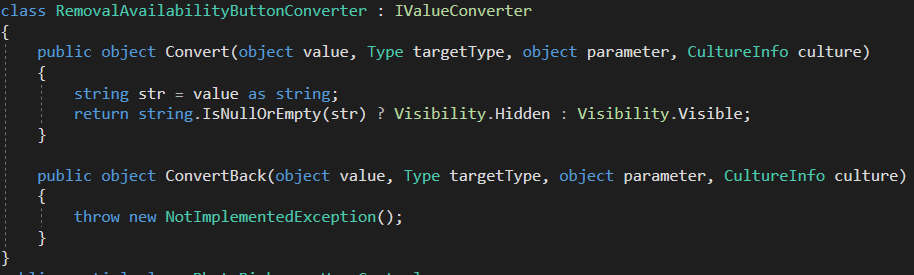 class RemovalAvailabilityButtonConverter : IValueConverter
{
    public object Convert(object value, Type targetType, object parameter, CultureInfo culture)
    {
        string str = value as string;
        return string.IsNullOrEmpty(str) ? Visibility.Hidden : Visibility.Visible;
    }

    public object ConvertBack(object value, Type targetType, object parameter, CultureInfo culture)
    {
        throw new NotImplementedException();
    }
}